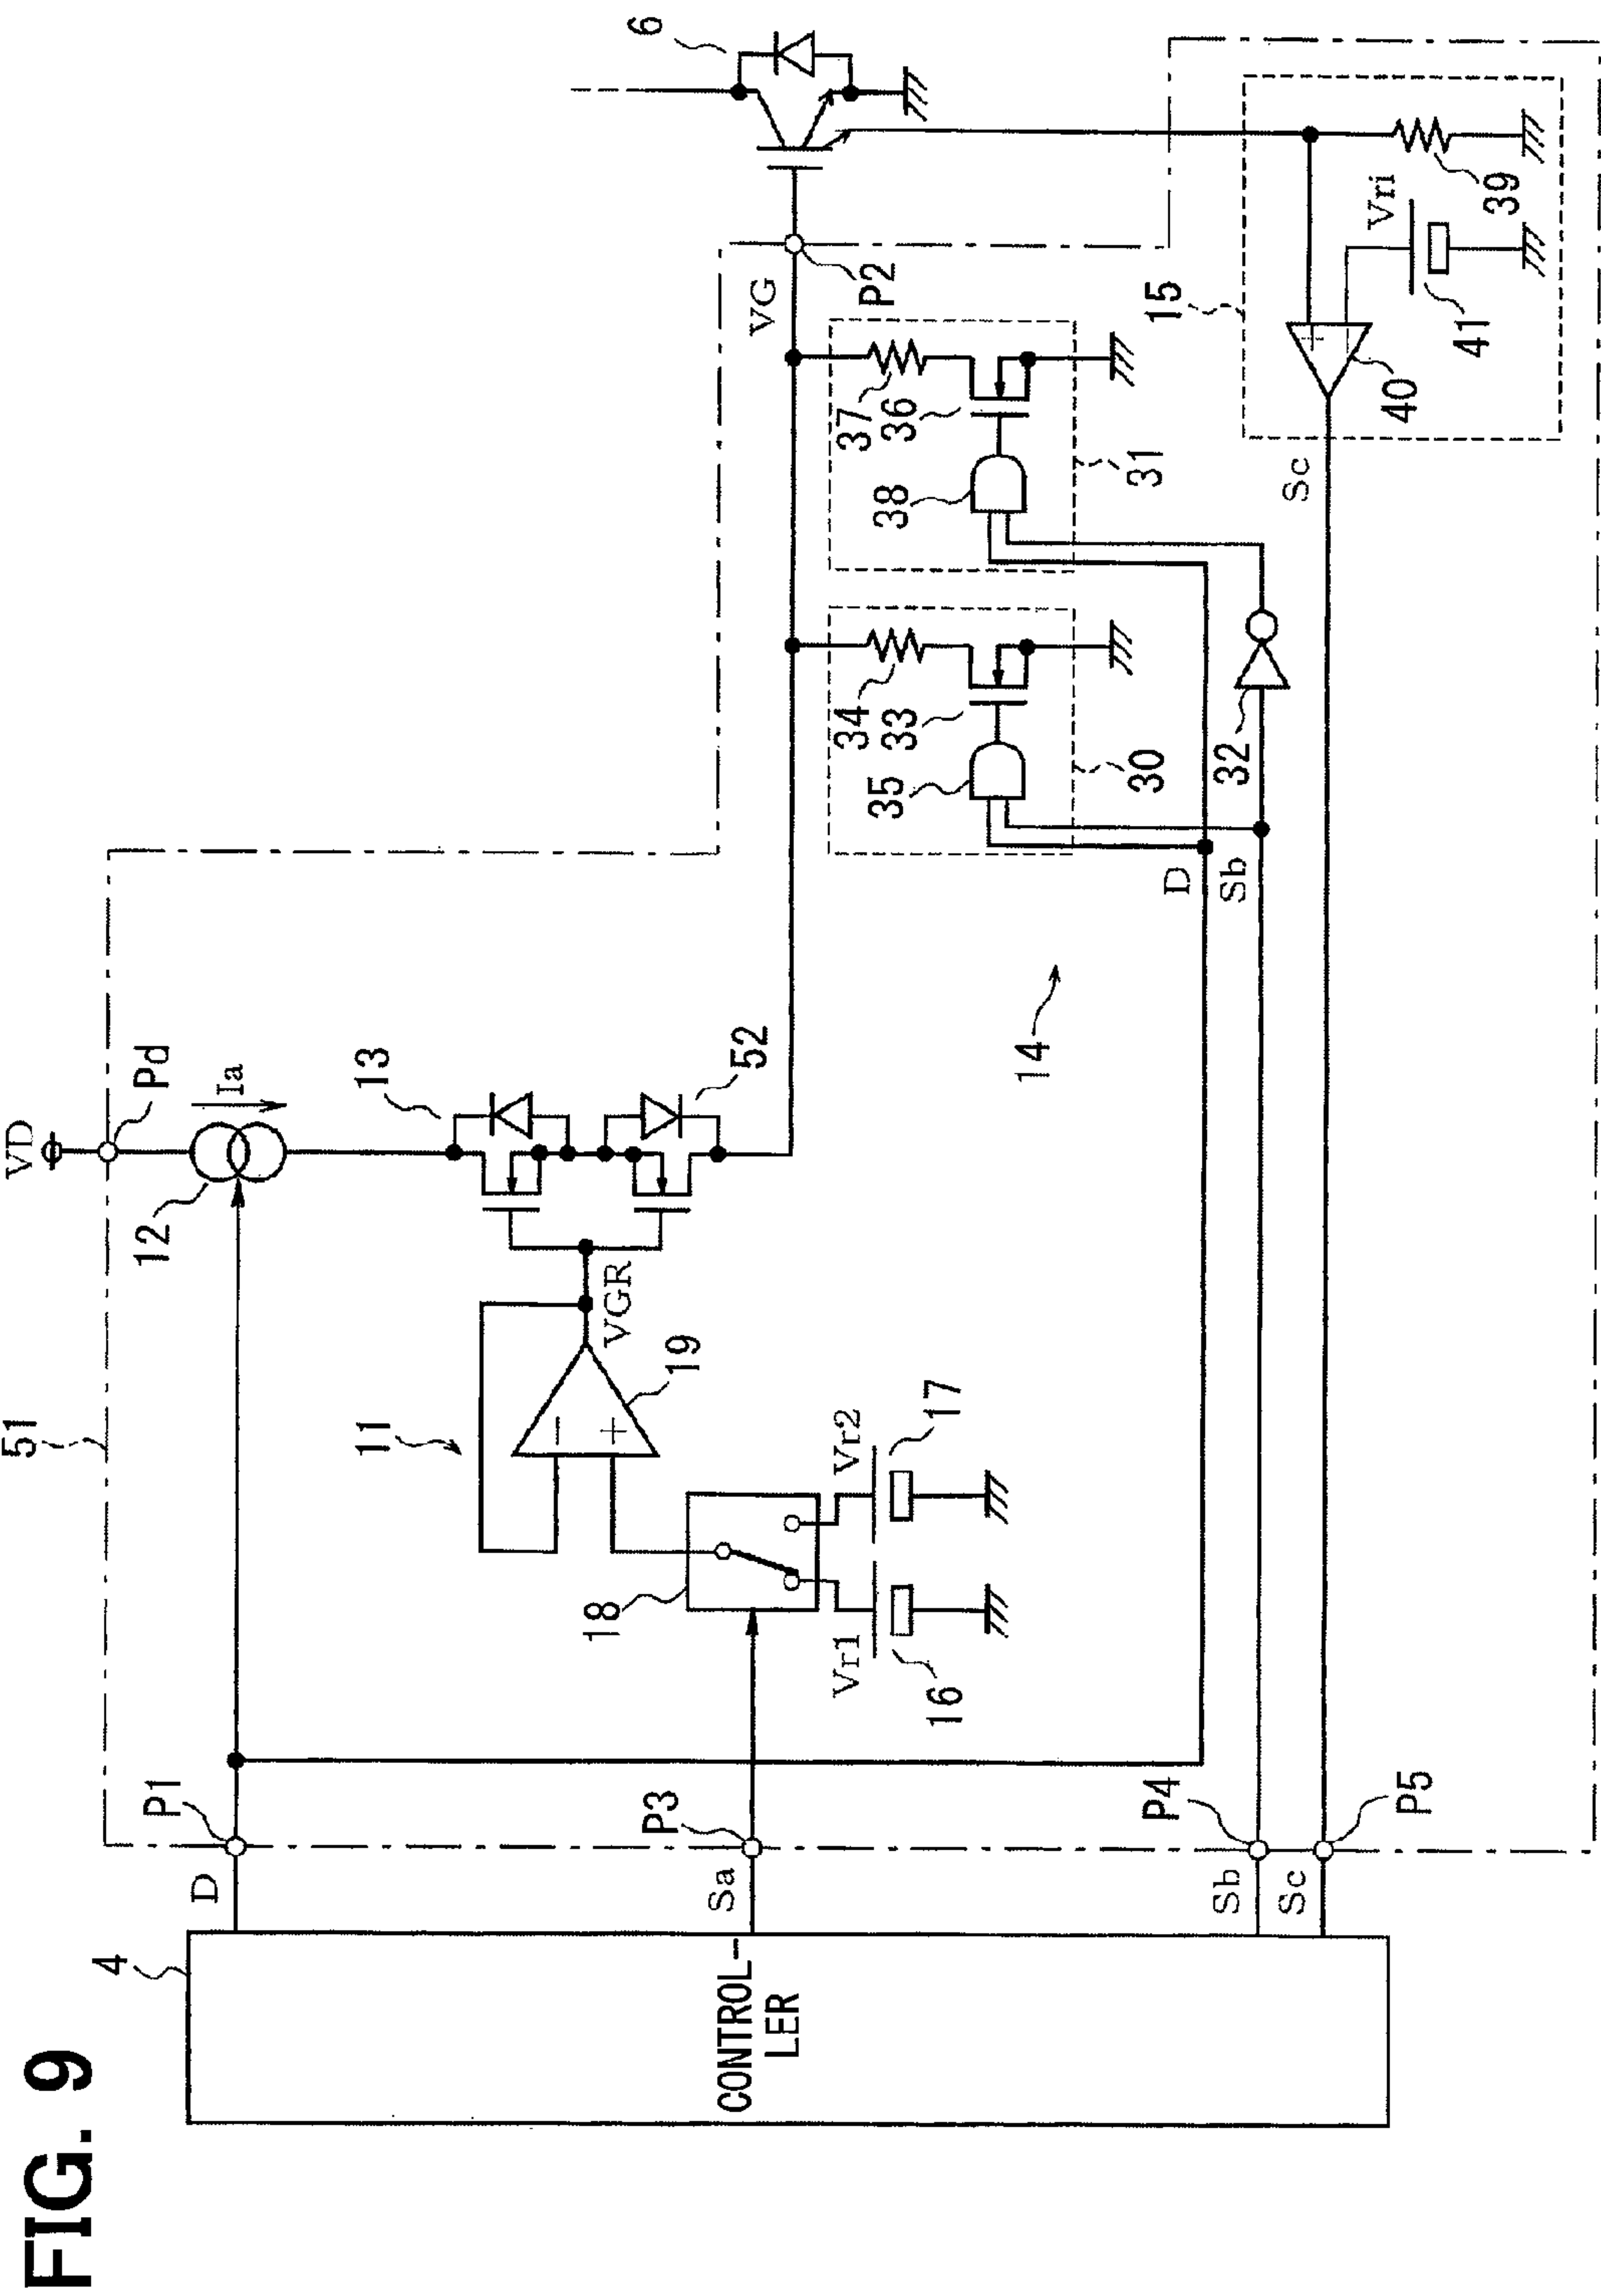 FIG. 9
4
CONTROL-
LER
D
P1
Sa
P3
Sb
P4
Sc
P5
51
VD
Pd
Ia
12
13
52
11
19
VGR
18
Vr1
16
Vr2
17
14
D
Sb
32
35
33
34
30
38
36
37
31
VG
P2
6
15
Sc
40
41
Vri
39
+
−
−
+